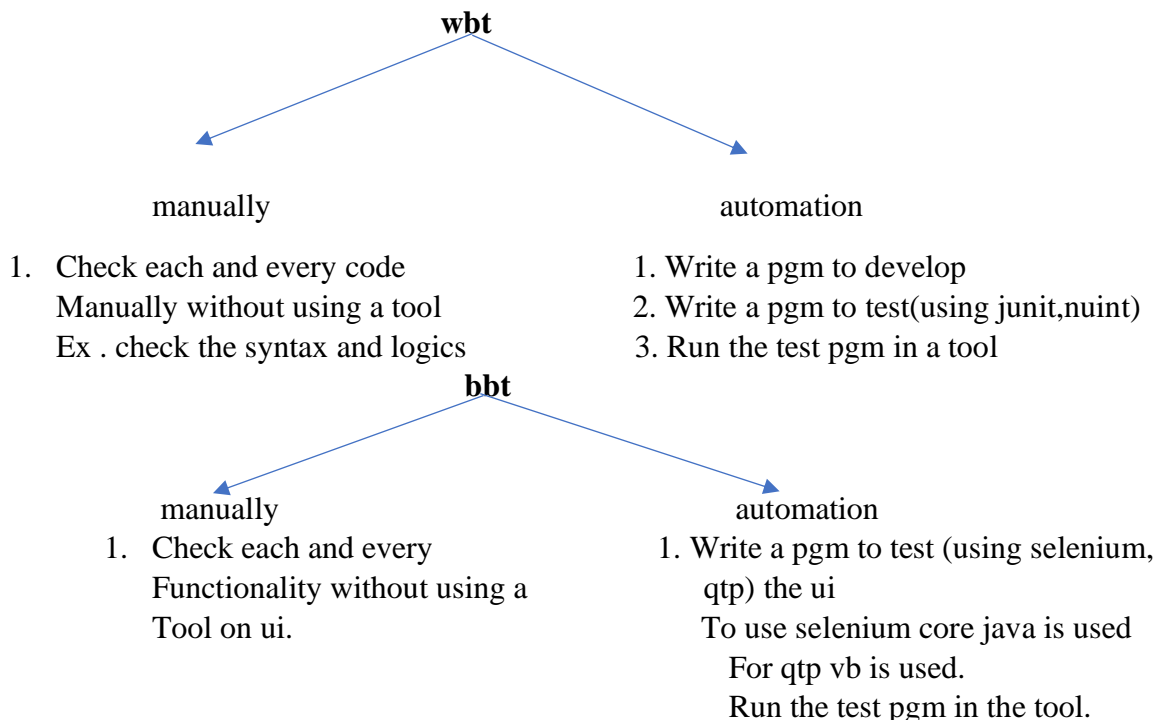 wbt
manually
automation
1. Check each and every code
Manually without using a tool
Ex . check the syntax and logics
1. Write a pgm to develop
2. Write a pgm to test(using junit,nuint)
3. Run the test pgm in a tool
bbt
manually
automation
1. Check each and every
Functionality without using a
Tool on ui.
1. Write a pgm to test (using selenium,
qtp) the ui
To use selenium core java is used
For qtp vb is used.
Run the test pgm in the tool.